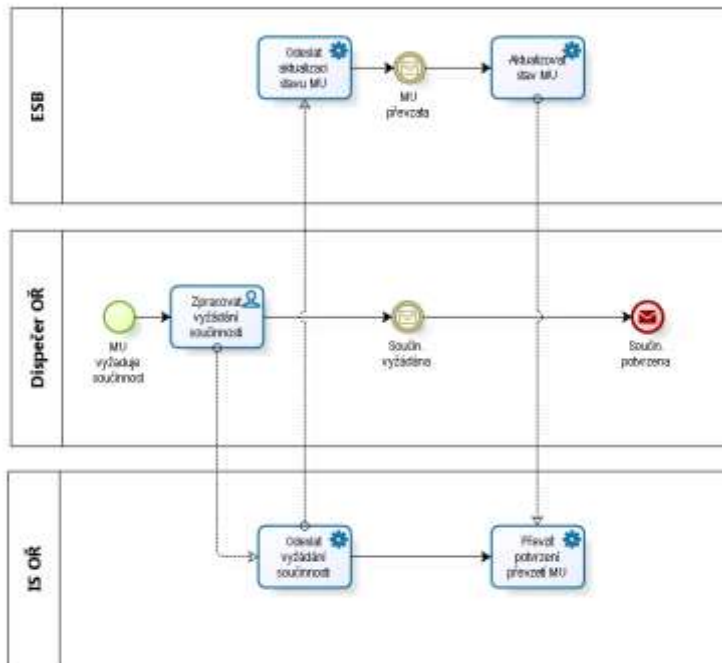 ESB
Odeslat
aktualizaci
stavu MU
MU
převzata
Aktualizovat
stav MU
Dispečer OŘ
MU
vyžaduje
součinnost
Zpracovat
vyžádání
součinnosti
Součin.
vyžádána
Součin.
potvrzena
IS OŘ
Odeslat
vyžádání
součinnosti
Převzít
potvrzení
převzetí MU